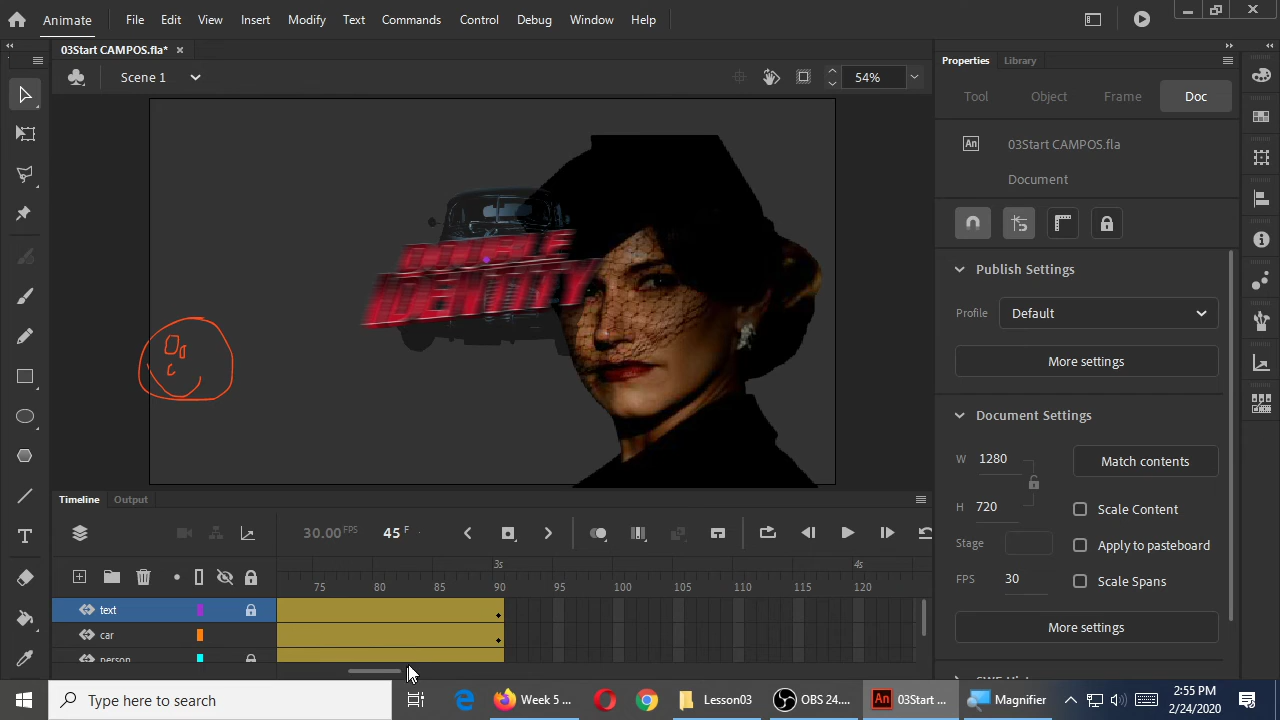 Animate File Edit View Insert Modify Text Commands Control Debug Window Help
03Start CAMPOS.fla* ×
Scene 1 54%
DOUBLE
IDENTITY
Timeline Output
30.00 FPS 45 F
3s 4s
75 80 85 90 95 100 105 110 115 120
text
car
person
Properties Library
Tool Object Frame Doc
An 03Start CAMPOS.fla
Document
Publish Settings
Profile Default
More settings
Document Settings
W 1280 Match contents
H 720 Scale Content
Stage Apply to pasteboard
FPS 30 Scale Spans
More settings
Type here to search
Week 5 ...
Lesson03
OBS 24....
An 03Start ...
Magnifier
2:55 PM
2/24/2020